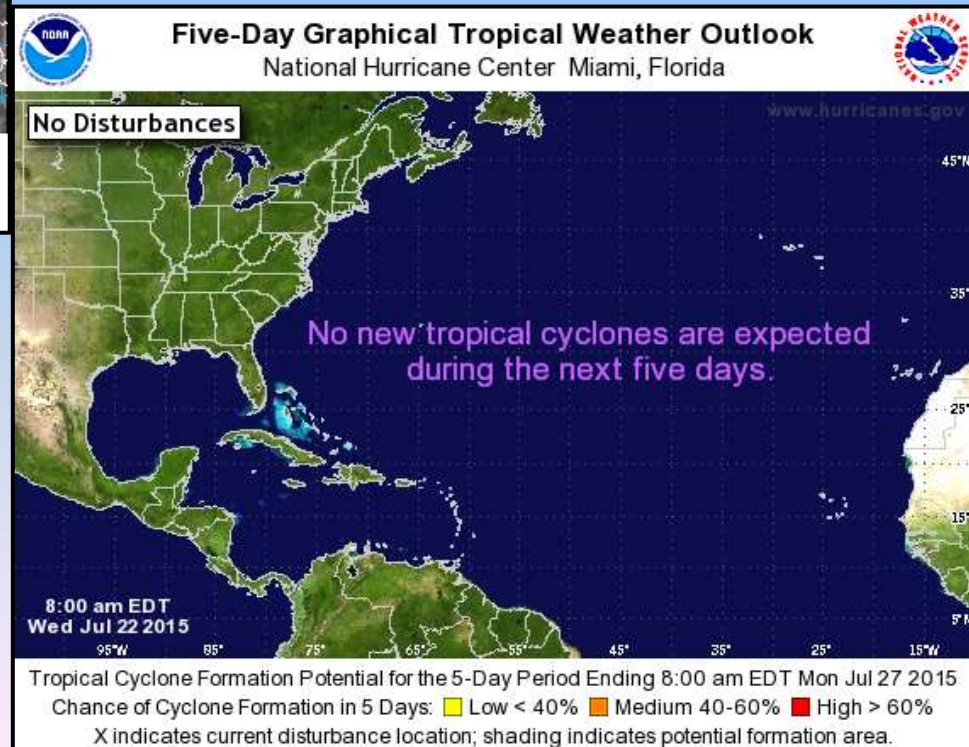 NOAA
Five-Day Graphical Tropical Weather Outlook
National Hurricane Center Miami, Florida
NATIONAL WEATHER SERVICE
No Disturbances
www.hurricanes.gov
45°N
35°
No new tropical cyclones are expected
during the next five days.
25°
15°
8:00 am EDT
Wed Jul 22 2015
5°N
95°W 85° 75° 65° 55° 45° 35° 25° 15°W
Tropical Cyclone Formation Potential for the 5-Day Period Ending 8:00 am EDT Mon Jul 27 2015
Chance of Cyclone Formation in 5 Days: Low < 40% Medium 40-60% High > 60%
X indicates current disturbance location; shading indicates potential formation area.